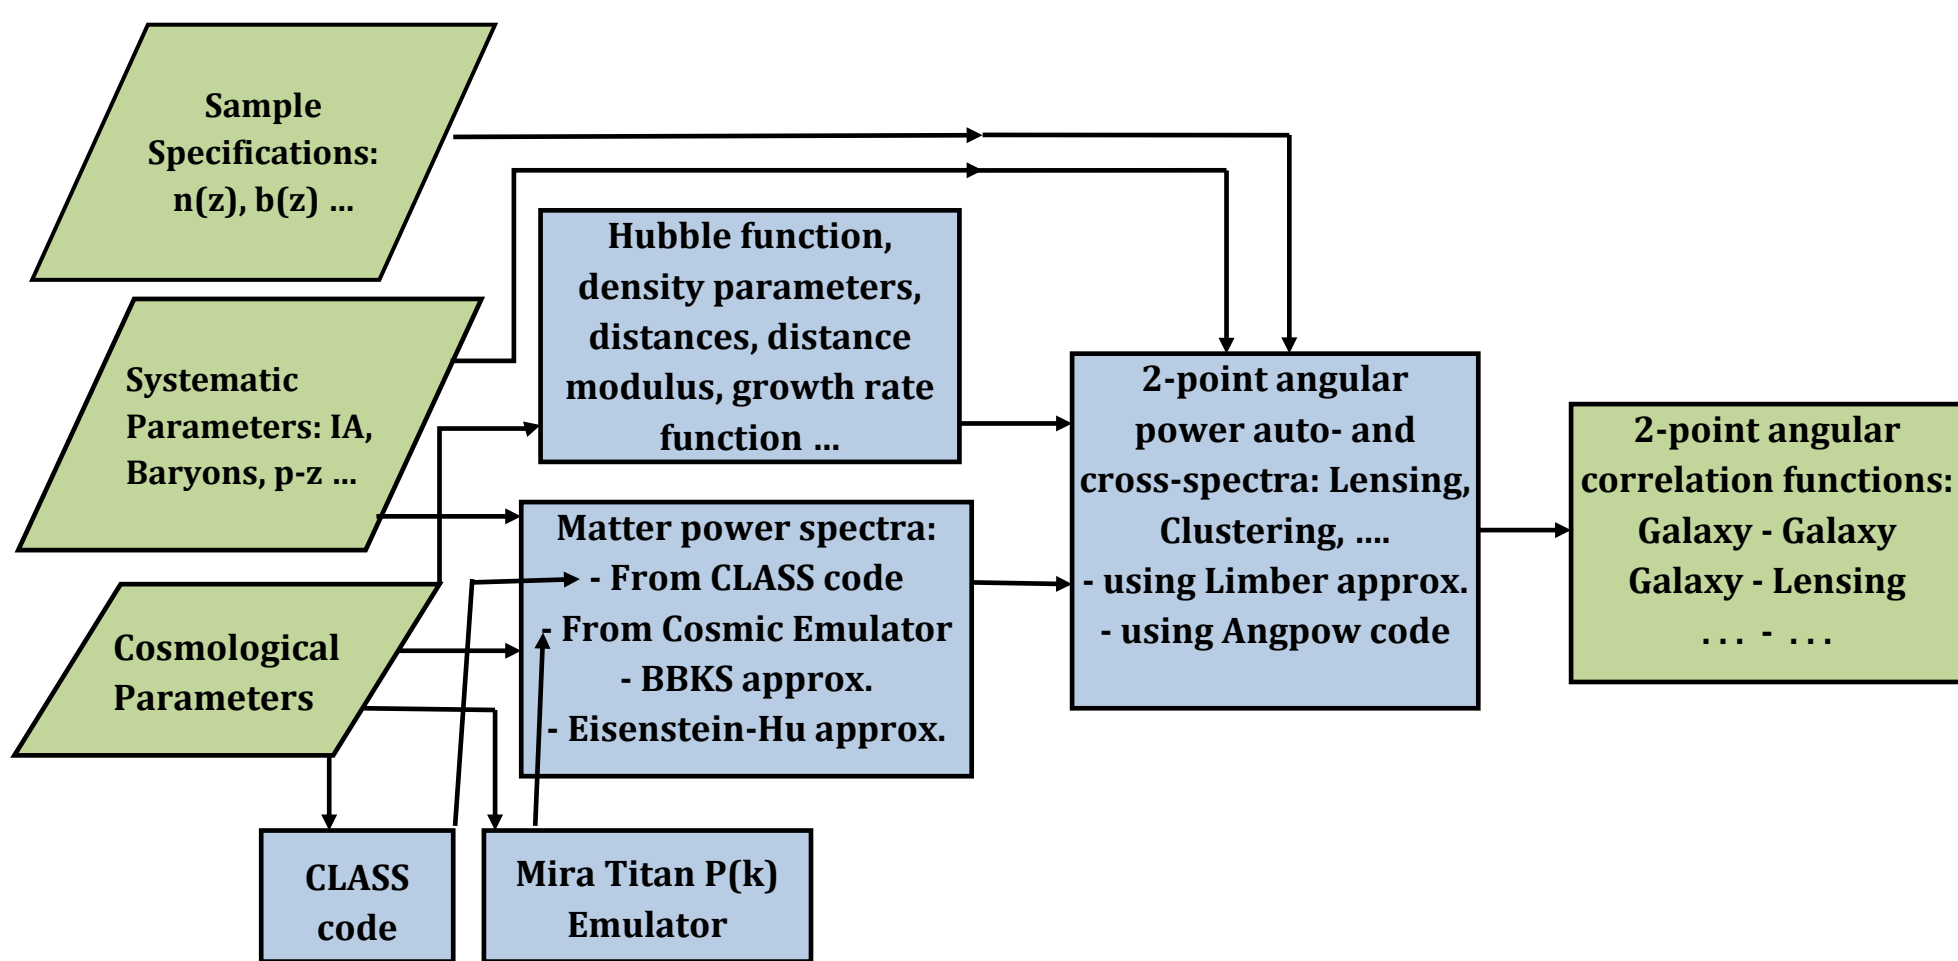 Sample
Specifications:
n(z), b(z) ...
Systematic
Parameters: IA,
Baryons, p-z ...
Cosmological
Parameters
Hubble function,
density parameters,
distances, distance
modulus, growth rate
function ...
Matter power spectra:
- From CLASS code
- From Cosmic Emulator
- BBKS approx.
- Eisenstein-Hu approx.
CLASS
code
Mira Titan P(k)
Emulator
2-point angular
power auto- and
cross-spectra: Lensing,
Clustering, ....
- using Limber approx.
- using Angpow code
2-point angular
correlation functions:
Galaxy - Galaxy
Galaxy - Lensing
. . . - . . .